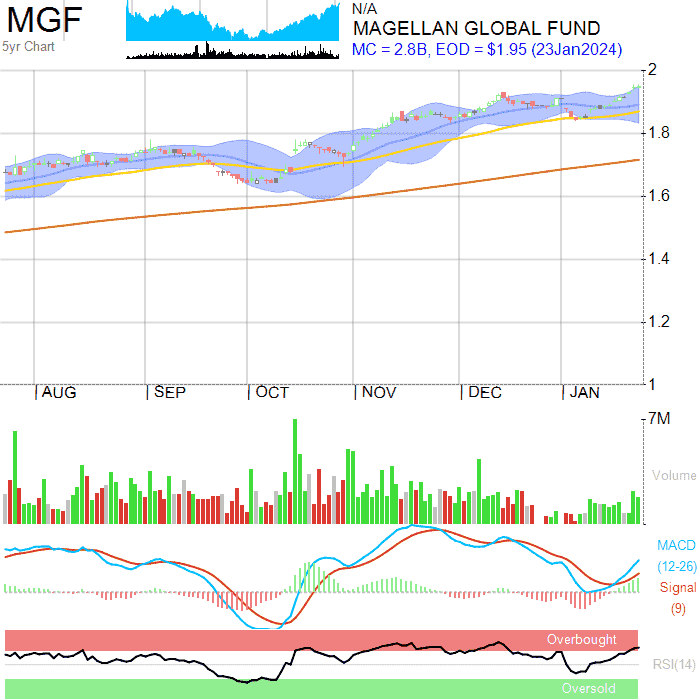 MGF
5yr Chart
N/A
MAGELLAN GLOBAL FUND
MC = 2.8B, EOD = $1.95 (23Jan2024)
2
1.8
1.6
1.4
1.2
1
AUG
SEP
OCT
NOV
DEC
JAN
7M
Volume
MACD
(12-26)
Signal
(9)
Overbought
RSI(14)
Oversold